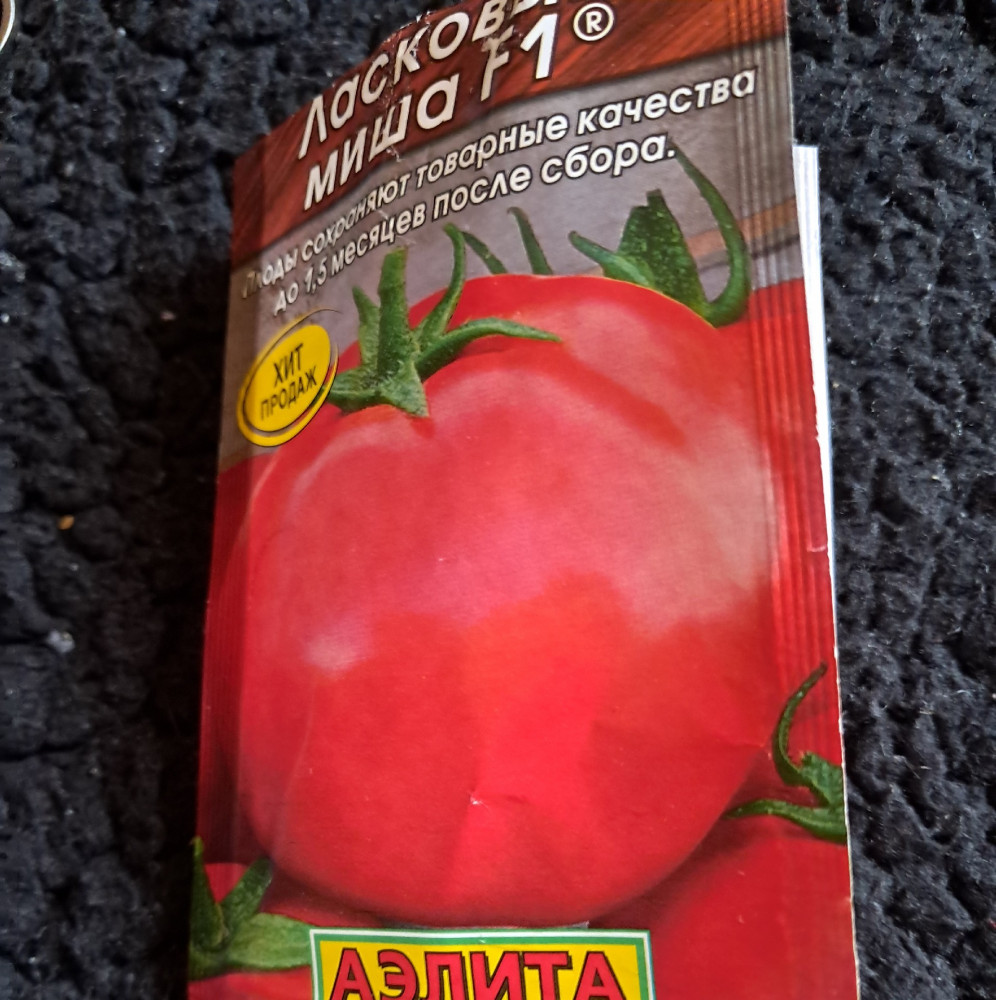 Ласковы
миша F1®
Плоды сохраняют товарные качества
до 1,5 месяцев после сбора.
ХИТ
ПРОДАЖ
АЭЛИТА